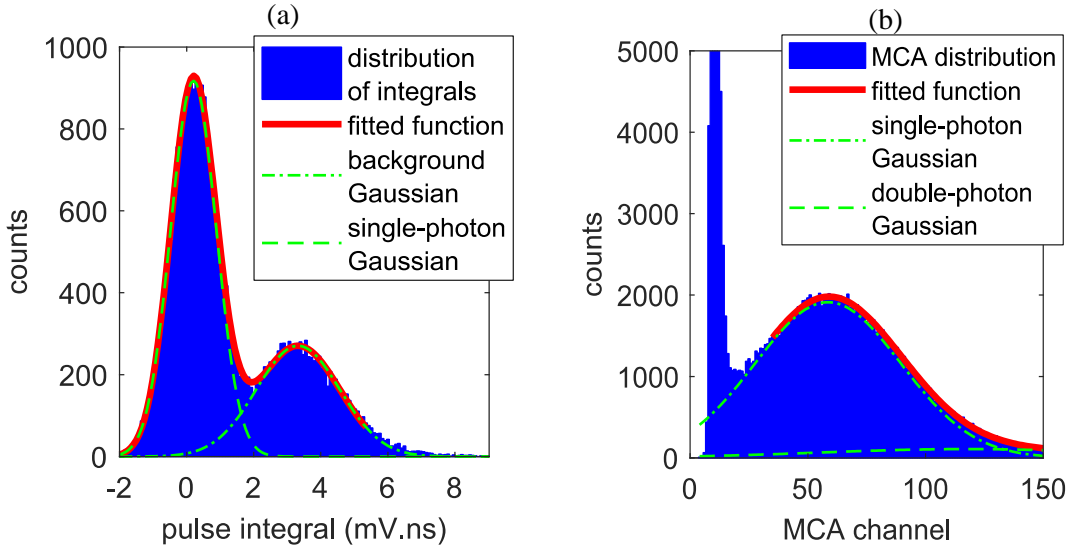 (a)
1000
800
600
400
200
0
counts
-2 0 2 4 6 8
pulse integral (mV.ns)
distribution
of integrals
fitted function
background
Gaussian
single-photon
Gaussian
(b)
5000
4000
3000
2000
1000
0
counts
0 50 100 150
MCA channel
MCA distribution
fitted function
single-photon
Gaussian
double-photon
Gaussian